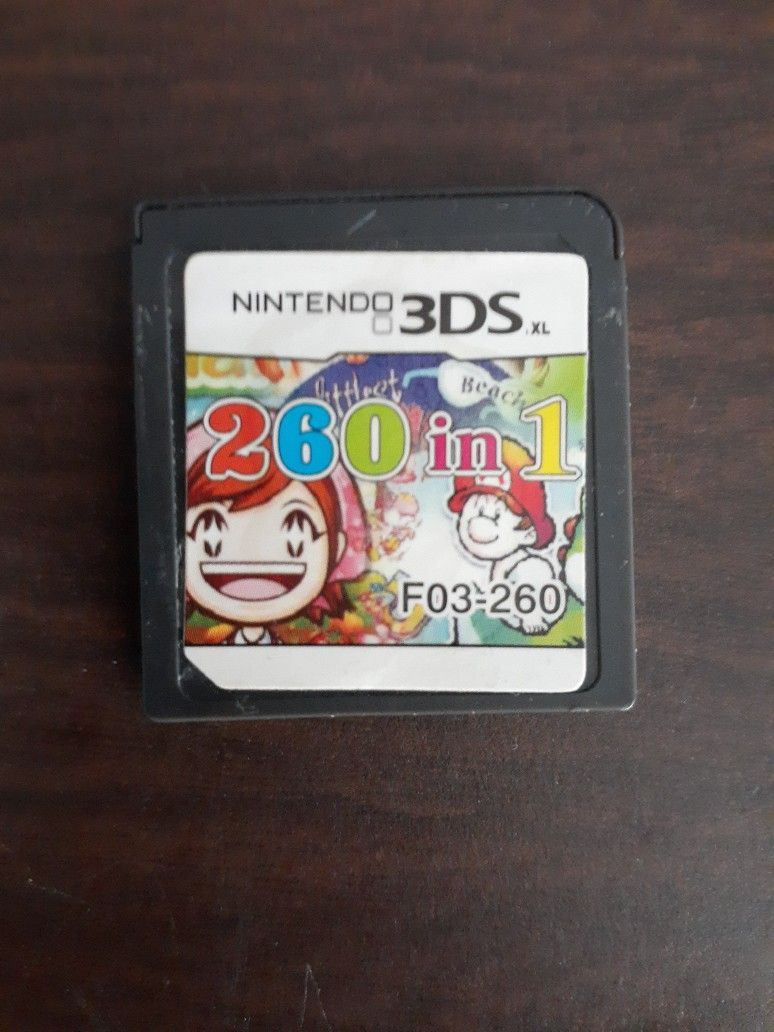 NINTENDO 3DS.XL
Beach
260 in 1
F03-260